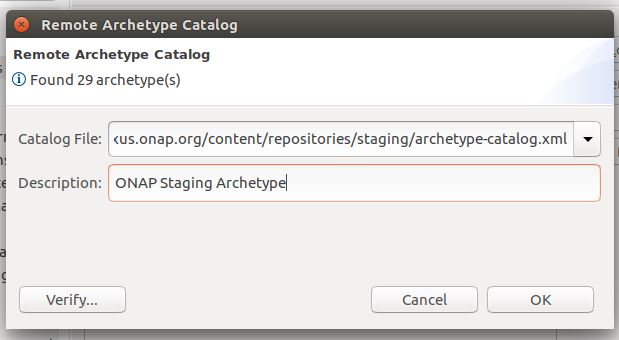 Remote Archetype Catalog
Remote Archetype Catalog
Found 29 archetype(s)
Catalog File: xus.onap.org/content/repositories/staging/archetype-catalog.xml
Description: ONAP Staging Archetype
Verify... Cancel OK